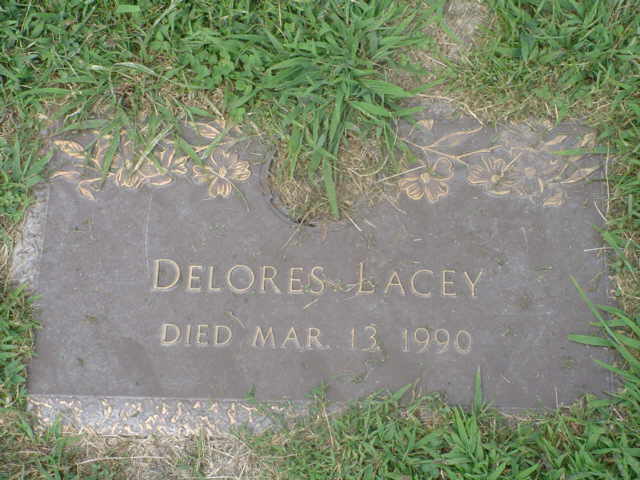 DELORES LACEY
DIED MAR. 13, 1990